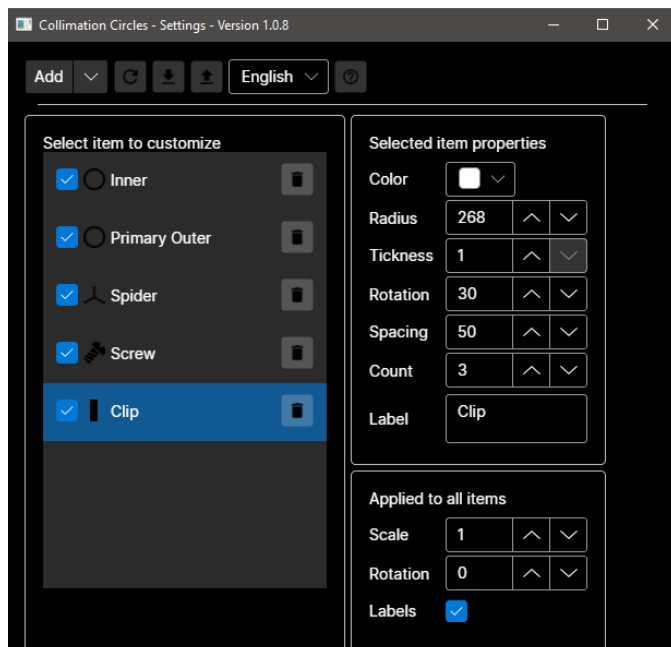 Collimation Circles - Settings - Version 1.0.8
Add
English
Select item to customize
Inner
Primary Outer
Spider
Screw
Clip
Selected item properties
Color
Radius 268
Tickness 1
Rotation 30
Spacing 50
Count 3
Label Clip
Applied to all items
Scale 1
Rotation 0
Labels